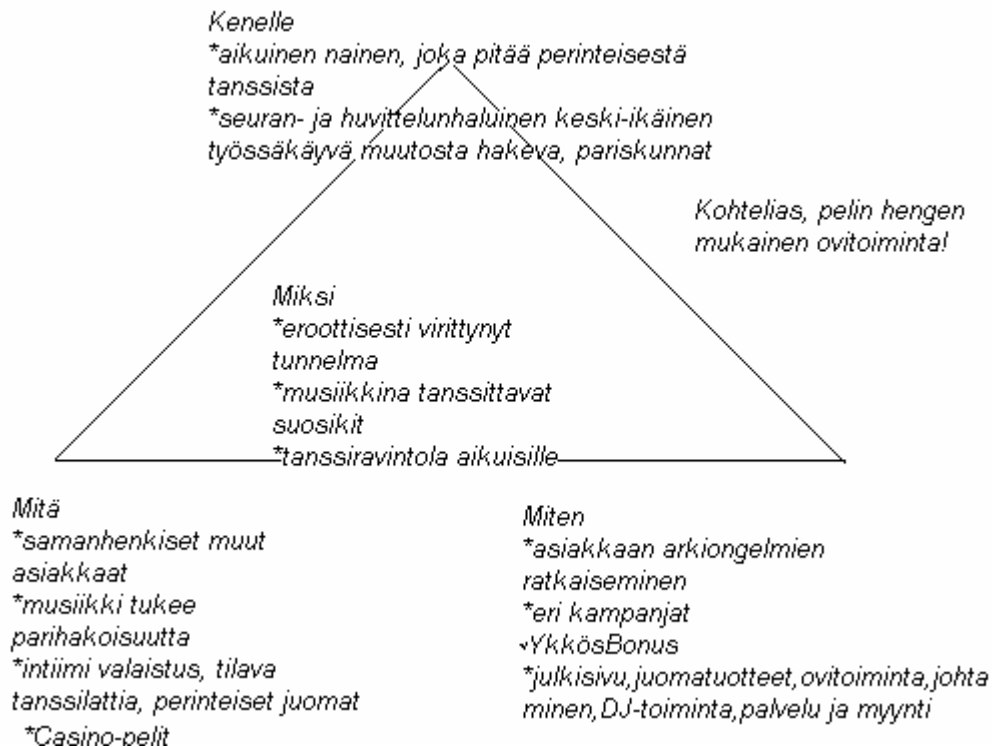 Kenelle
*aikuinen nainen, joka pitää perinteisestä
tanssista
*seuran- ja huvittelunhaluinen keski-ikäinen
työssäkäyvä muutosta hakeva, pariskunnat
Kohtelias, pelin hengen
mukainen ovitoiminta!
Miksi
*eroottisesti virittynyt
tunnelma
*musiikkina tanssittavat
suosikit
*tanssiravintola aikuisille
Mitä
*samanhenkiset muut
asiakkaat
*musiikki tukee
parihakoisuutta
*intiimi valaistus, tilava
tanssilattia, perinteiset juomat
*Casino-pelit
Miten
*asiakkaan arkiongelmien
ratkaiseminen
*eri kampanjat
YkkösBonus
*julkisivu,juomatuotteet,ovitoiminta,johta
minen,DJ-toiminta,palvelu ja myynti